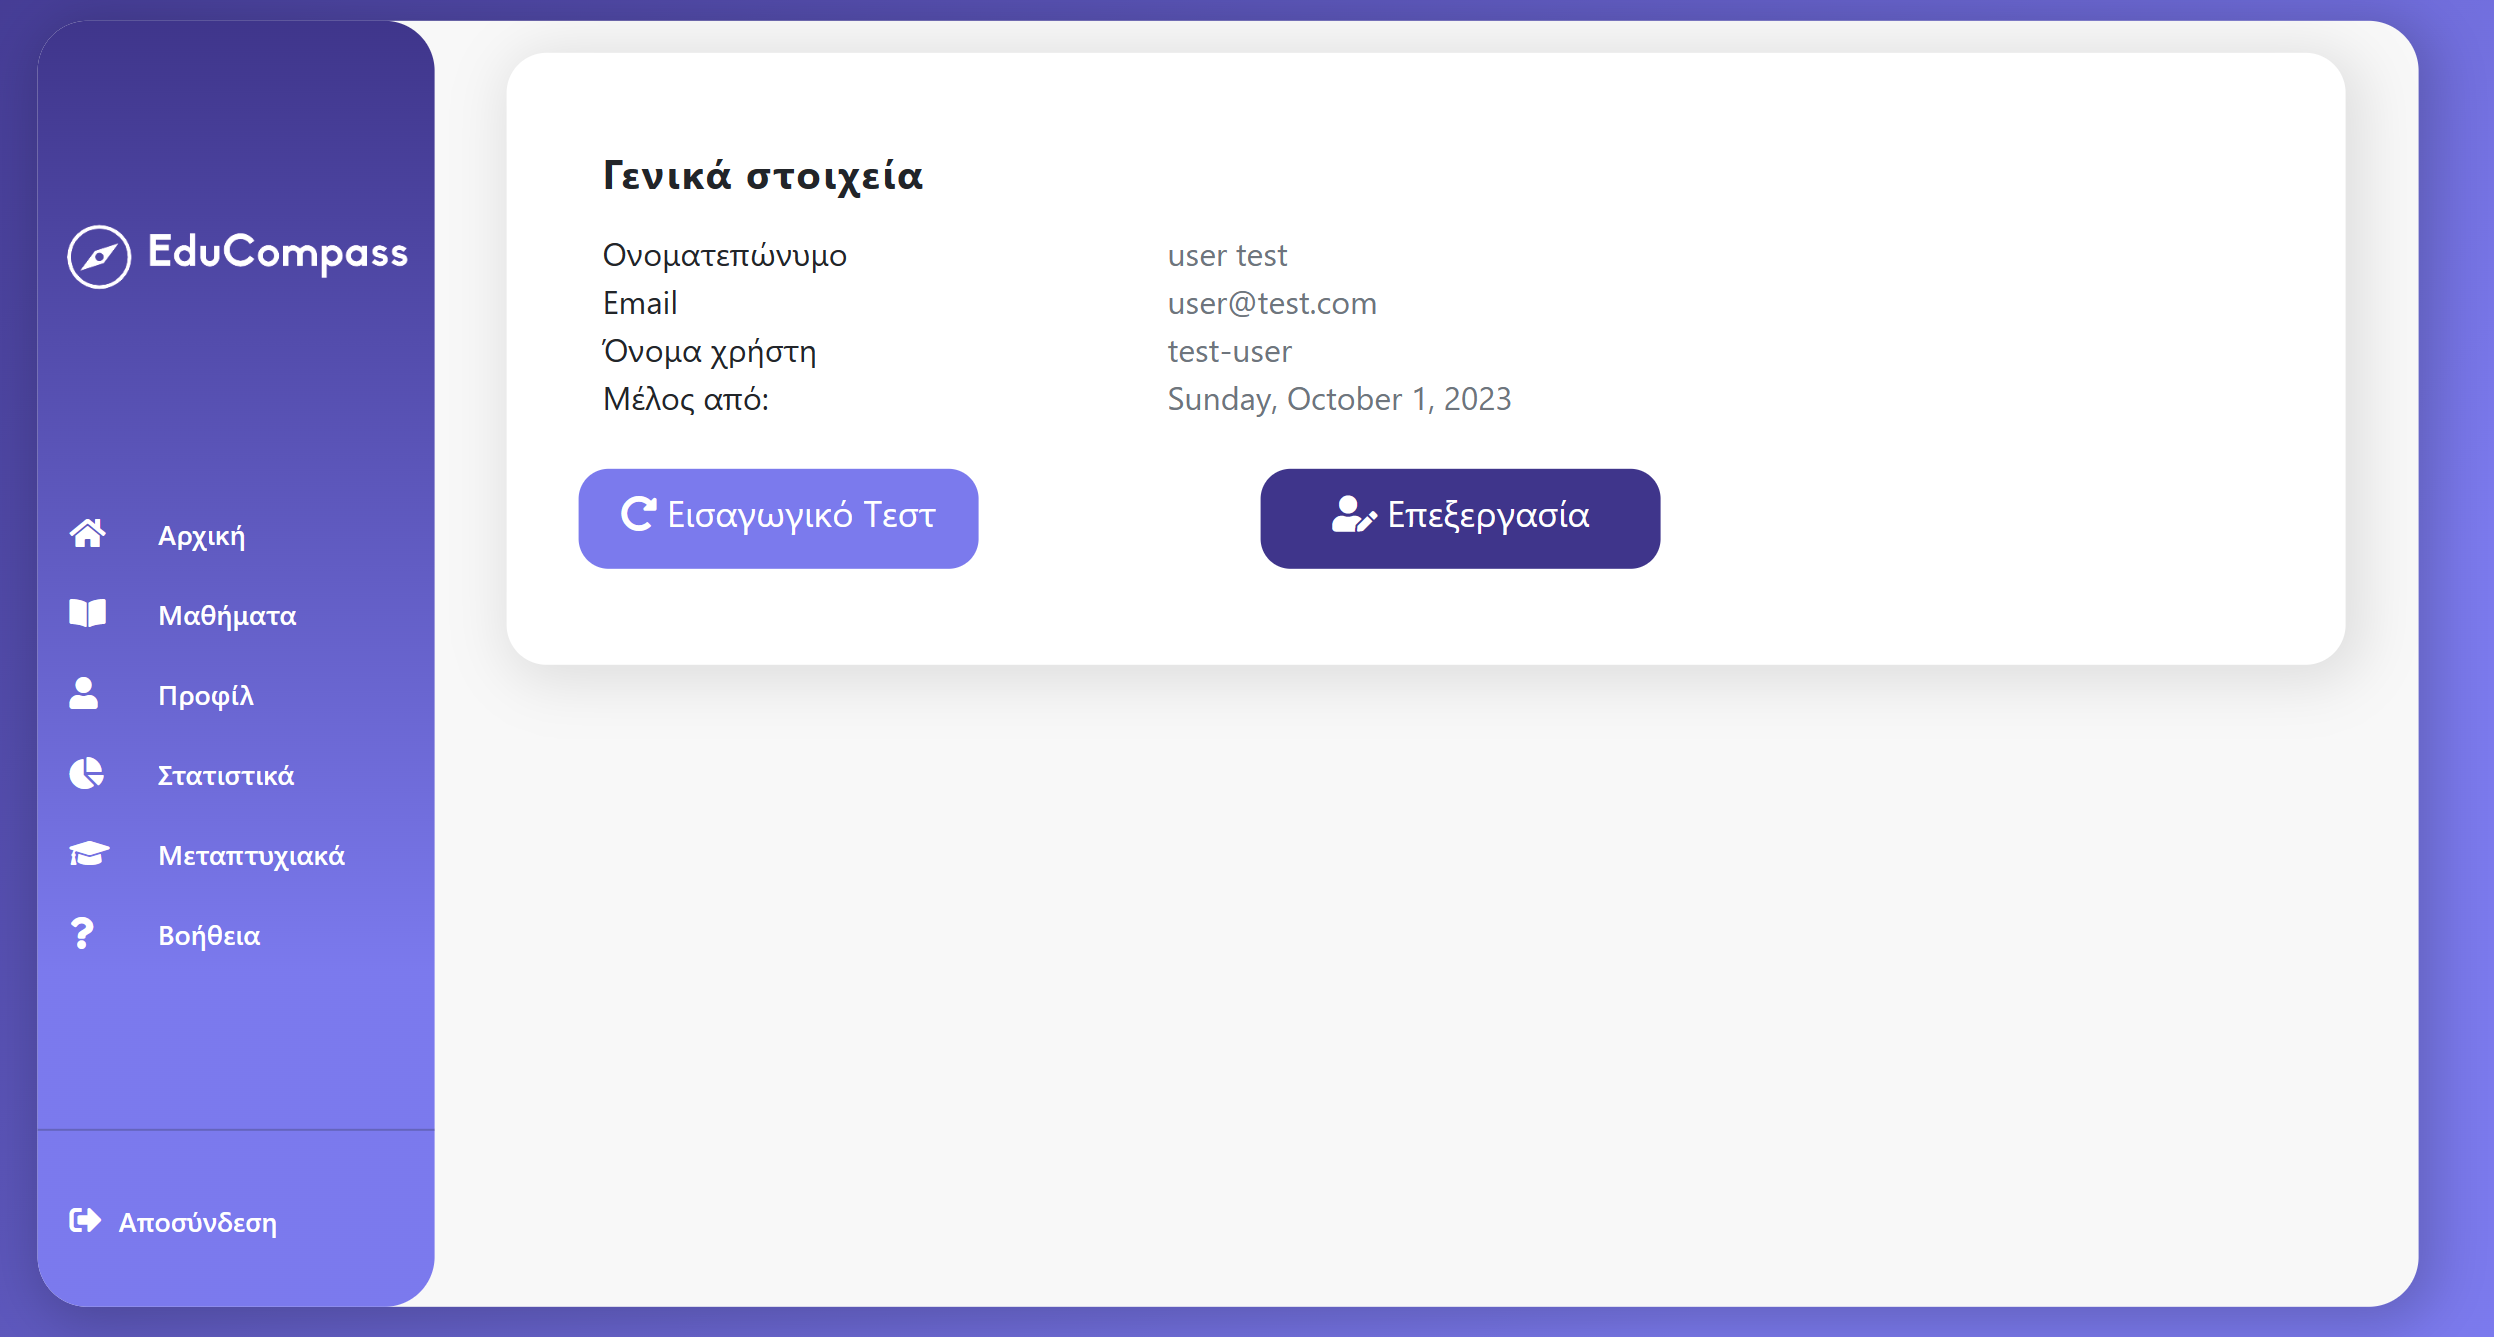 EduCompass
Αρχική
Μαθήματα
Προφίλ
Στατιστικά
Μεταπτυχιακά
Βοήθεια
Αποσύνδεση
Γενικά στοιχεία
Ονοματεπώνυμο user test
Email user@test.com
Όνομα χρήστη test-user
Μέλος από: Sunday, October 1, 2023
Εισαγωγικό Τεστ Επεξεργασία